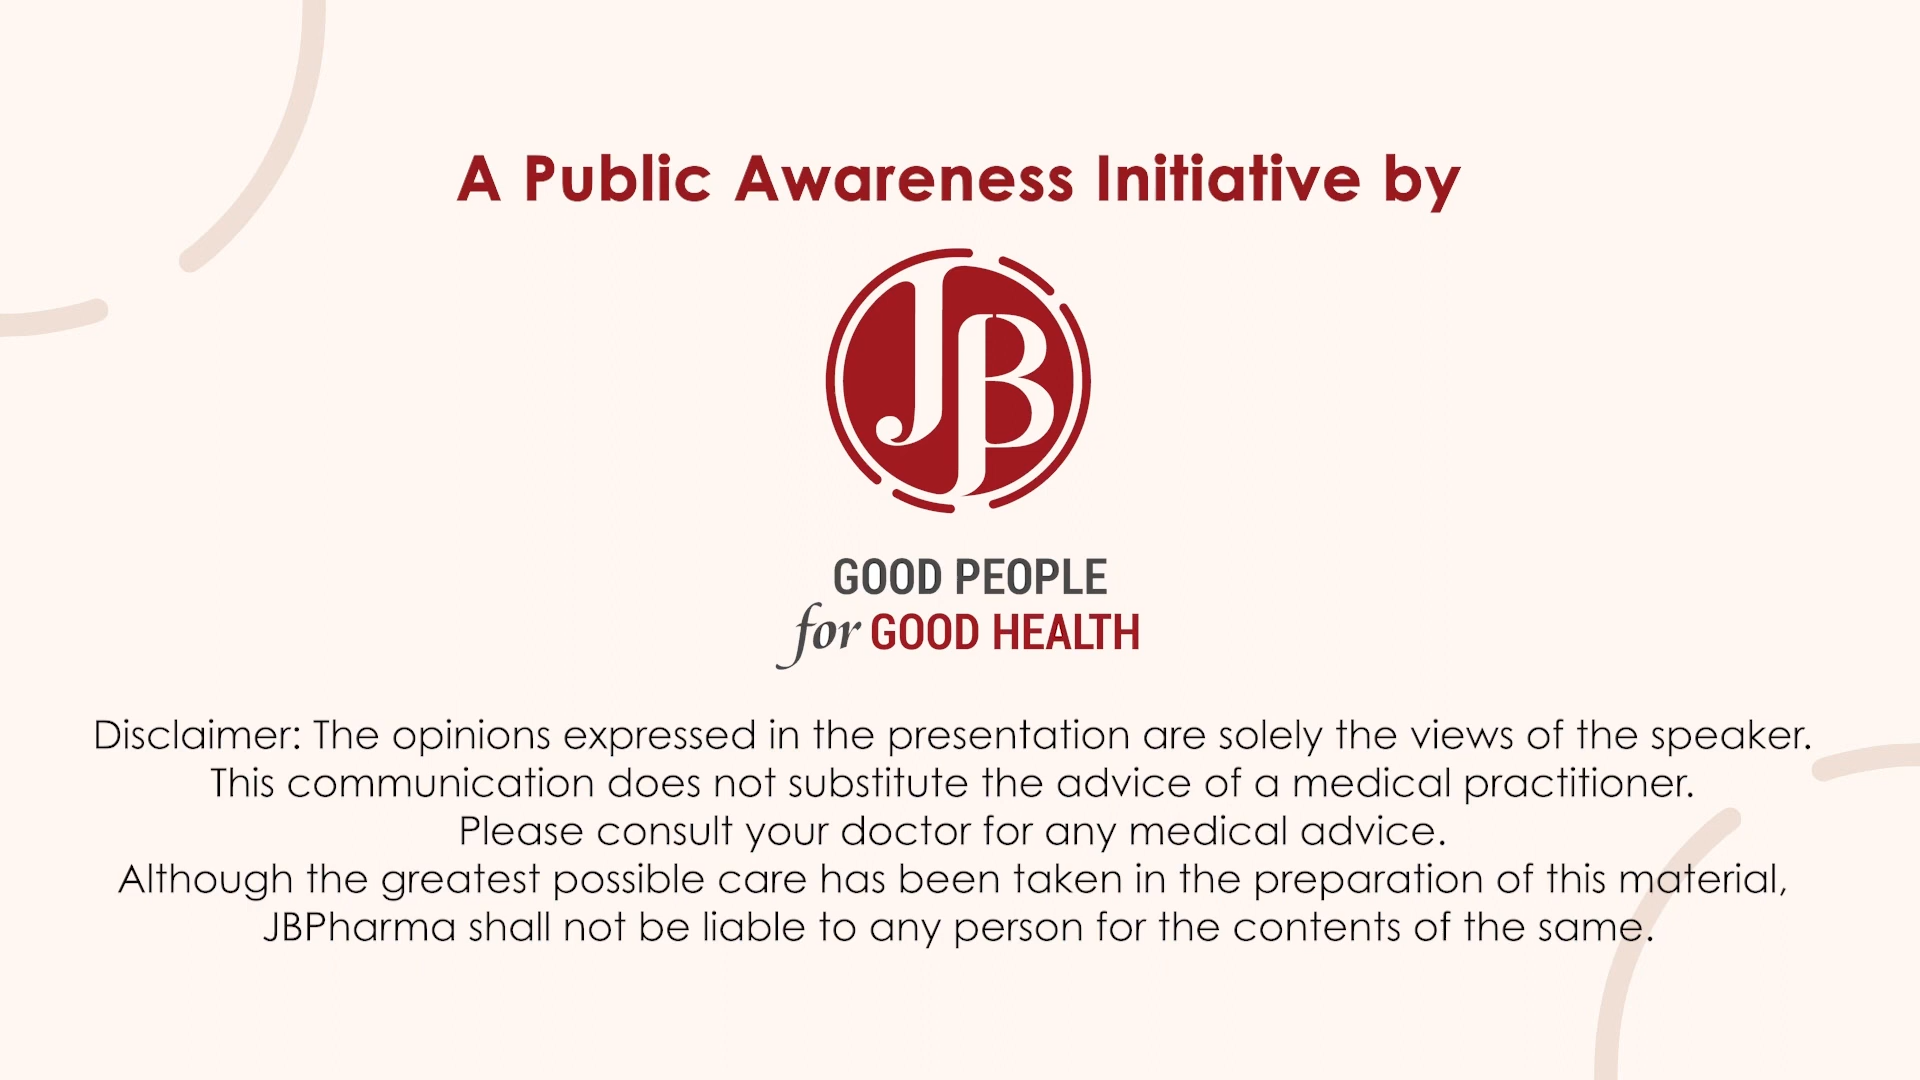 A Public Awareness Initiative by
JB
GOOD PEOPLE
for GOOD HEALTH
Disclaimer: The opinions expressed in the presentation are solely the views of the speaker.
This communication does not substitute the advice of a medical practitioner.
Please consult your doctor for any medical advice.
Although the greatest possible care has been taken in the preparation of this material,
JBPharma shall not be liable to any person for the contents of the same.